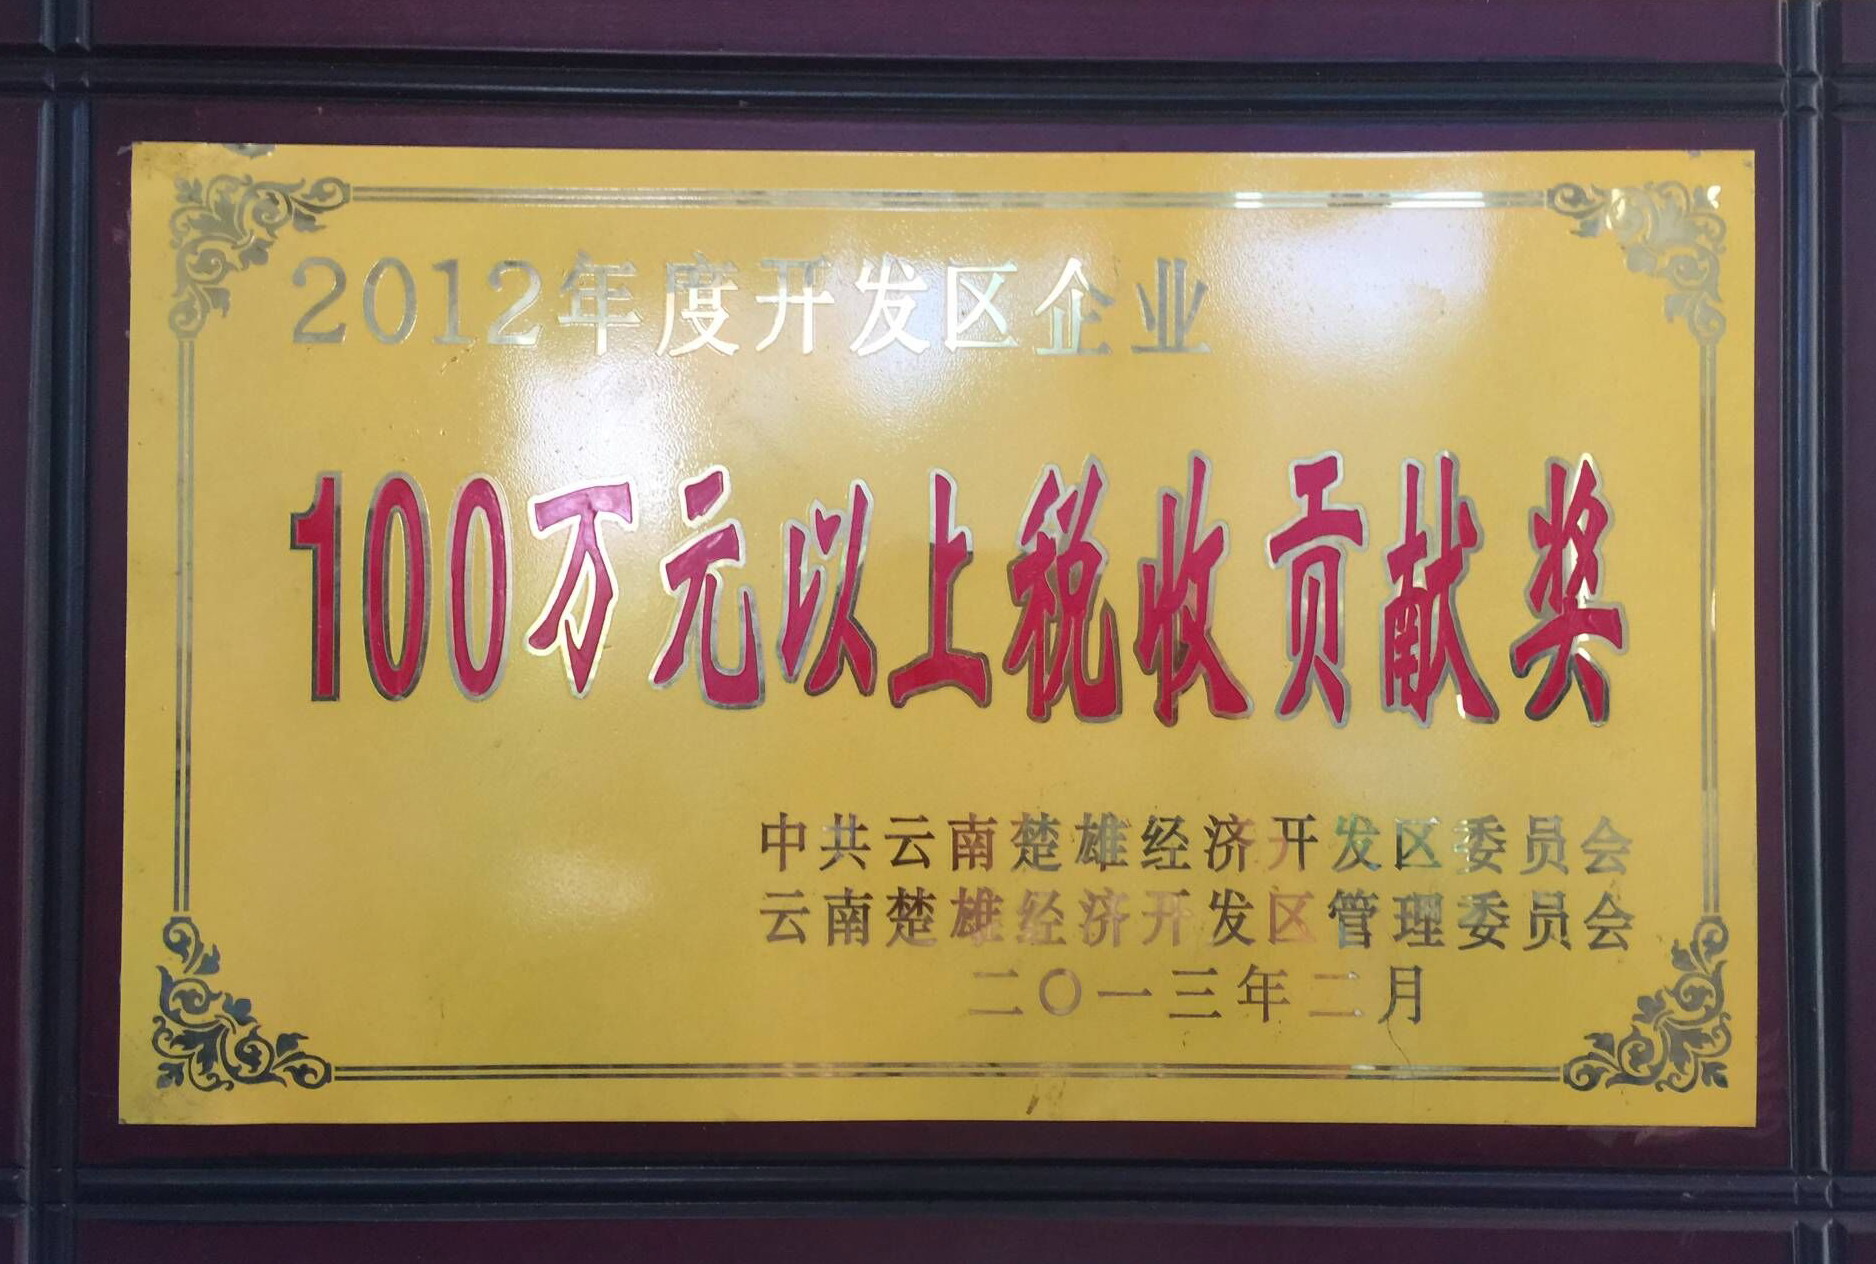 2012年度开发区企业
100万元以上税收贡献奖
中共云南楚雄经济开发区委员会
云南楚雄经济开发区管理委员会
二〇一三年二月